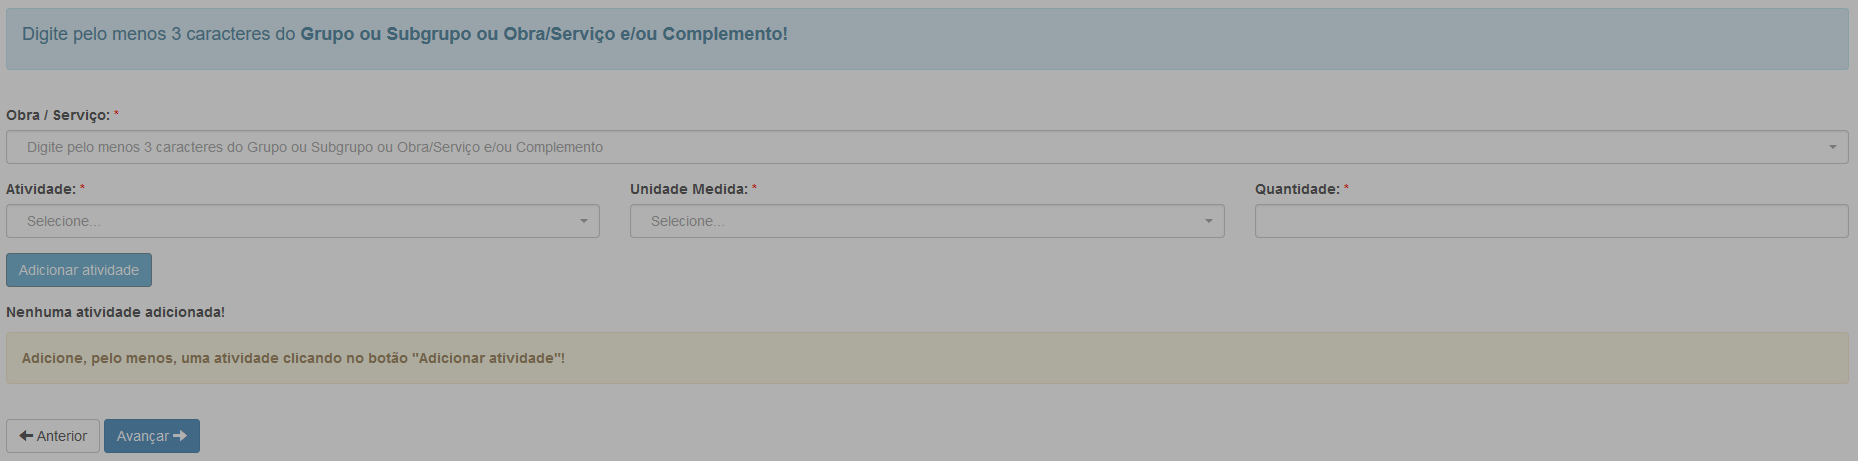 Digite pelo menos 3 caracteres do Grupo ou Subgrupo ou Obra/Serviço e/ou Complemento!
Obra / Serviço: *
Digite pelo menos 3 caracteres do Grupo ou Subgrupo ou Obra/Serviço e/ou Complemento
Atividade: * Unidade Medida: * Quantidade: *
Selecione... Selecione...
Adicionar atividade
Nenhuma atividade adicionada!
Adicione, pelo menos, uma atividade clicando no botão "Adicionar atividade"!
Anterior Avançar